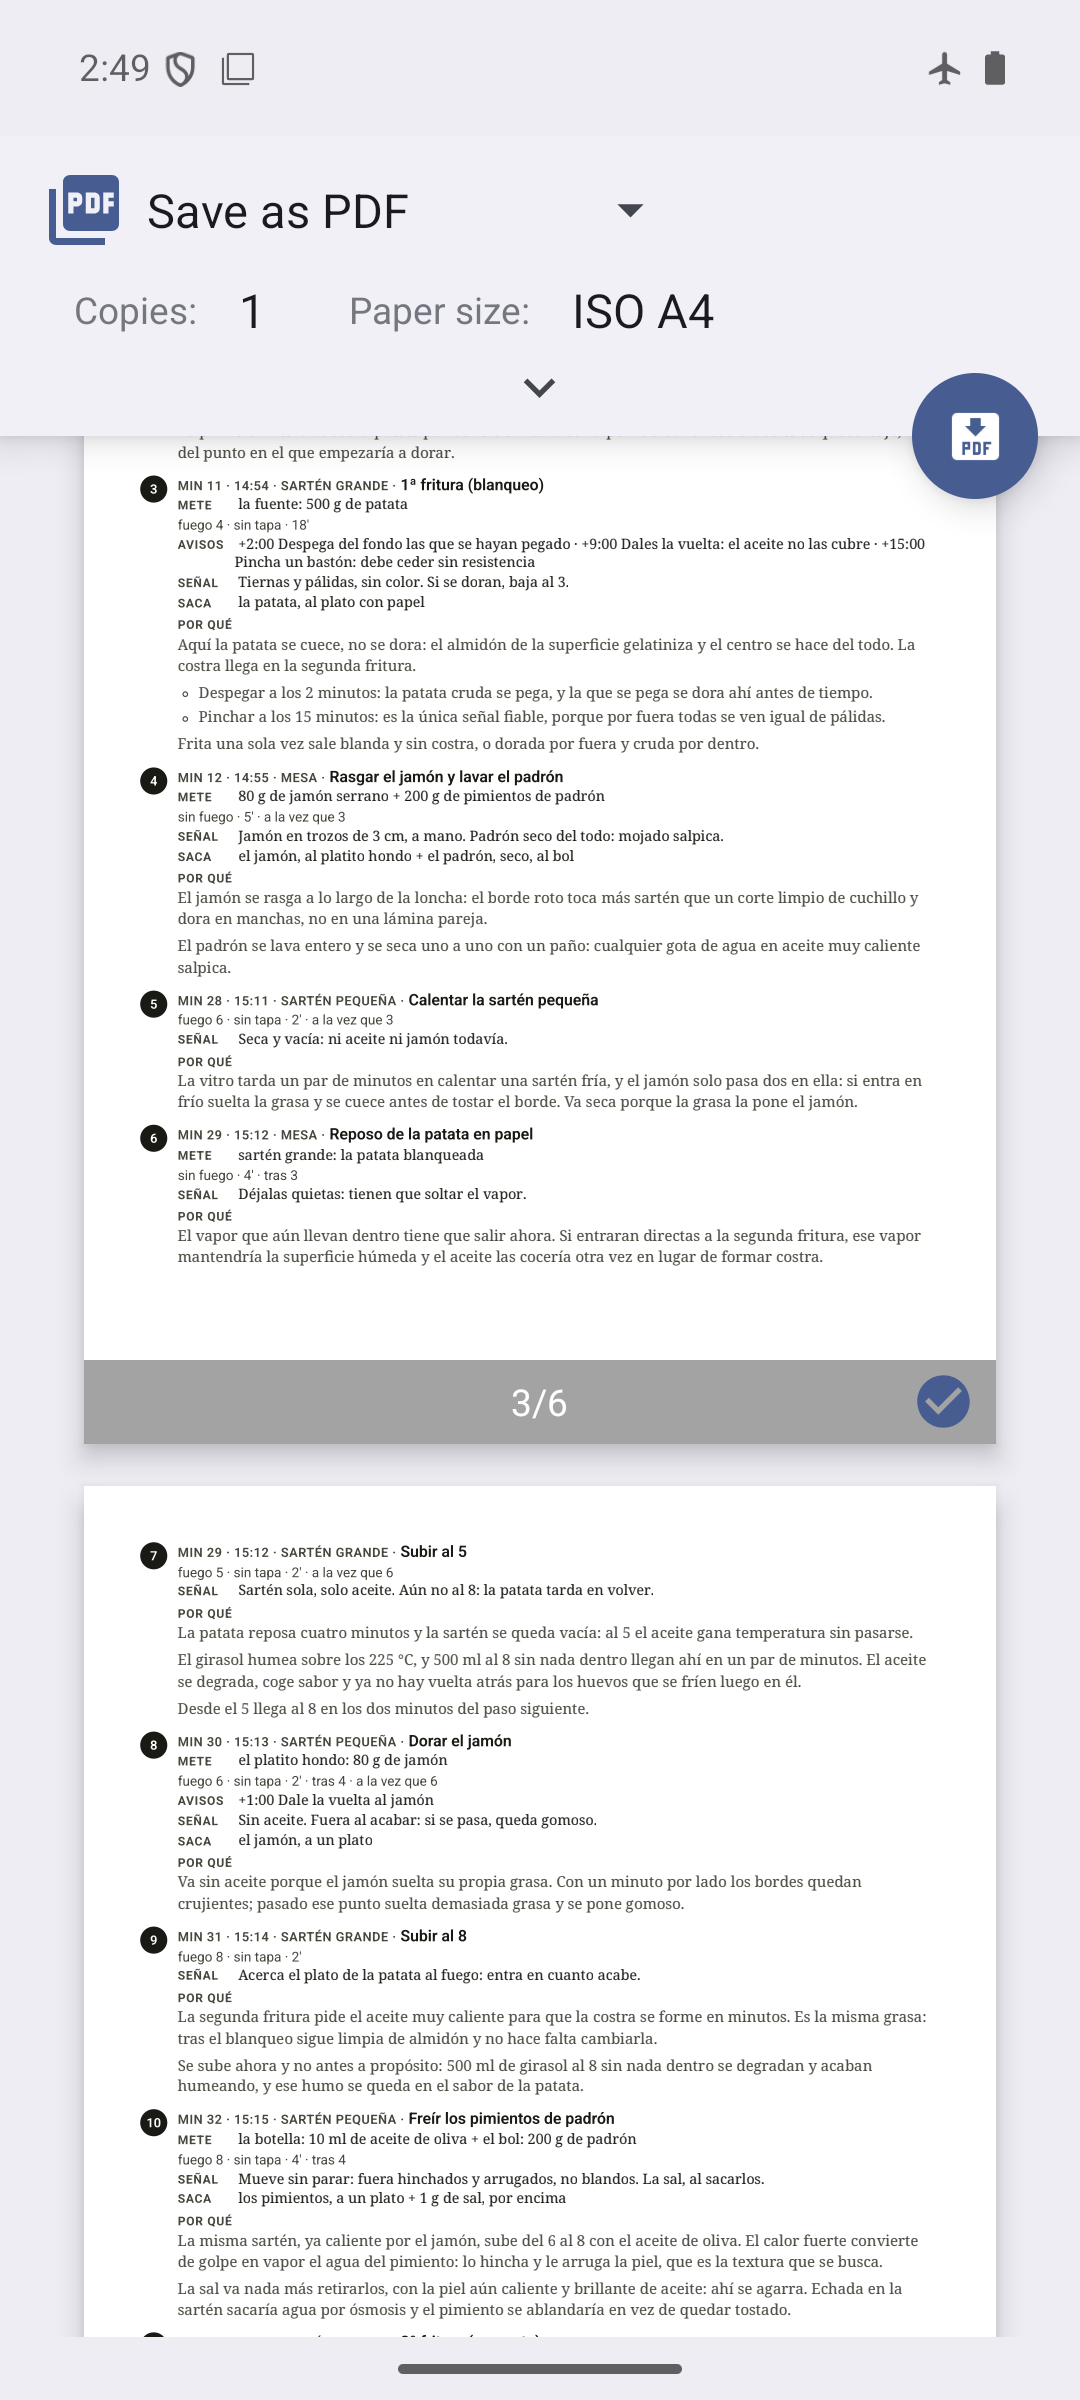 2:49
PDF
Save as PDF
Copies: 1 Paper size: ISO A4
PDF
del punto en el que empezaría a dorar.
3 MIN 11 · 14:54 · SARTÉN GRANDE · 1ª fritura (blanqueo)
METE la fuente: 500 g de patata
fuego 4 · sin tapa · 18'
AVISOS +2:00 Despega del fondo las que se hayan pegado · +9:00 Dales la vuelta: el aceite no las cubre · +15:00
Pincha un bastón: debe ceder sin resistencia
SEÑAL Tiernas y pálidas, sin color. Si se doran, baja al 3.
SACA la patata, al plato con papel
POR QUÉ
Aquí la patata se cuece, no se dora: el almidón de la superficie gelatiniza y el centro se hace del todo. La
costra llega en la segunda fritura.
◦ Despegar a los 2 minutos: la patata cruda se pega, y la que se pega se dora ahí antes de tiempo.
◦ Pinchar a los 15 minutos: es la única señal fiable, porque por fuera todas se ven igual de pálidas.
Frita una sola vez sale blanda y sin costra, o dorada por fuera y cruda por dentro.
4 MIN 12 · 14:55 · MESA · Rasgar el jamón y lavar el padrón
METE 80 g de jamón serrano + 200 g de pimientos de padrón
sin fuego · 5' · a la vez que 3
SEÑAL Jamón en trozos de 3 cm, a mano. Padrón seco del todo: mojado salpica.
SACA el jamón, al platito hondo + el padrón, seco, al bol
POR QUÉ
El jamón se rasga a lo largo de la loncha: el borde roto toca más sartén que un corte limpio de cuchillo y
dora en manchas, no en una lámina pareja.
El padrón se lava entero y se seca uno a uno con un paño: cualquier gota de agua en aceite muy caliente
salpica.
5 MIN 28 · 15:11 · SARTÉN PEQUEÑA · Calentar la sartén pequeña
fuego 6 · sin tapa · 2' · a la vez que 3
SEÑAL Seca y vacía: ni aceite ni jamón todavía.
POR QUÉ
La vitro tarda un par de minutos en calentar una sartén fría, y el jamón solo pasa dos en ella: si entra en
frío suelta la grasa y se cuece antes de tostar el borde. Va seca porque la grasa la pone el jamón.
6 MIN 29 · 15:12 · MESA · Reposo de la patata en papel
METE sartén grande: la patata blanqueada
sin fuego · 4' · tras 3
SEÑAL Déjalas quietas: tienen que soltar el vapor.
POR QUÉ
El vapor que aún llevan dentro tiene que salir ahora. Si entraran directas a la segunda fritura, ese vapor
mantendría la superficie húmeda y el aceite las cocería otra vez en lugar de formar costra.
3/6
7 MIN 29 · 15:12 · SARTÉN GRANDE · Subir al 5
fuego 5 · sin tapa · 2' · a la vez que 6
SEÑAL Sartén sola, solo aceite. Aún no al 8: la patata tarda en volver.
POR QUÉ
La patata reposa cuatro minutos y la sartén se queda vacía: al 5 el aceite gana temperatura sin pasarse.
El girasol humea sobre los 225 °C, y 500 ml al 8 sin nada dentro llegan ahí en un par de minutos. El aceite
se degrada, coge sabor y ya no hay vuelta atrás para los huevos que se fríen luego en él.
Desde el 5 llega al 8 en los dos minutos del paso siguiente.
8 MIN 30 · 15:13 · SARTÉN PEQUEÑA · Dorar el jamón
METE el platito hondo: 80 g de jamón
fuego 6 · sin tapa · 2' · tras 4 · a la vez que 6
AVISOS +1:00 Dale la vuelta al jamón
SEÑAL Sin aceite. Fuera al acabar: si se pasa, queda gomoso.
SACA el jamón, a un plato
POR QUÉ
Va sin aceite porque el jamón suelta su propia grasa. Con un minuto por lado los bordes quedan
crujientes; pasado ese punto suelta demasiada grasa y se pone gomoso.
9 MIN 31 · 15:14 · SARTÉN GRANDE · Subir al 8
fuego 8 · sin tapa · 2'
SEÑAL Acerca el plato de la patata al fuego: entra en cuanto acabe.
POR QUÉ
La segunda fritura pide el aceite muy caliente para que la costra se forme en minutos. Es la misma grasa:
tras el blanqueo sigue limpia de almidón y no hace falta cambiarla.
Se sube ahora y no antes a propósito: 500 ml de girasol al 8 sin nada dentro se degradan y acaban
humeando, y ese humo se queda en el sabor de la patata.
10 MIN 32 · 15:15 · SARTÉN PEQUEÑA · Freír los pimientos de padrón
METE la botella: 10 ml de aceite de oliva + el bol: 200 g de padrón
fuego 8 · sin tapa · 4' · tras 4
SEÑAL Mueve sin parar: fuera hinchados y arrugados, no blandos. La sal, al sacarlos.
SACA los pimientos, a un plato + 1 g de sal, por encima
POR QUÉ
La misma sartén, ya caliente por el jamón, sube del 6 al 8 con el aceite de oliva. El calor fuerte convierte
de golpe en vapor el agua del pimiento: lo hincha y le arruga la piel, que es la textura que se busca.
La sal va nada más retirarlos, con la piel aún caliente y brillante de aceite: ahí se agarra. Echada en la
sartén sacaría agua por ósmosis y el pimiento se ablandaría en vez de quedar tostado.